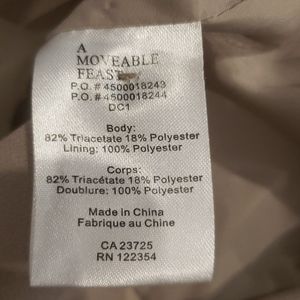 A
MOVEABLE
FEAST
P.O. # 4500018243
P.O. # 4500018244
DC1
Body:
82% Triacetate 18% Polyester
Lining: 100% Polyester
Corps:
82% Triacétate 18% Polyester
Doublure: 100% Polyester
Made in China
Fabriqué au Chine
CA 23725
RN 122354